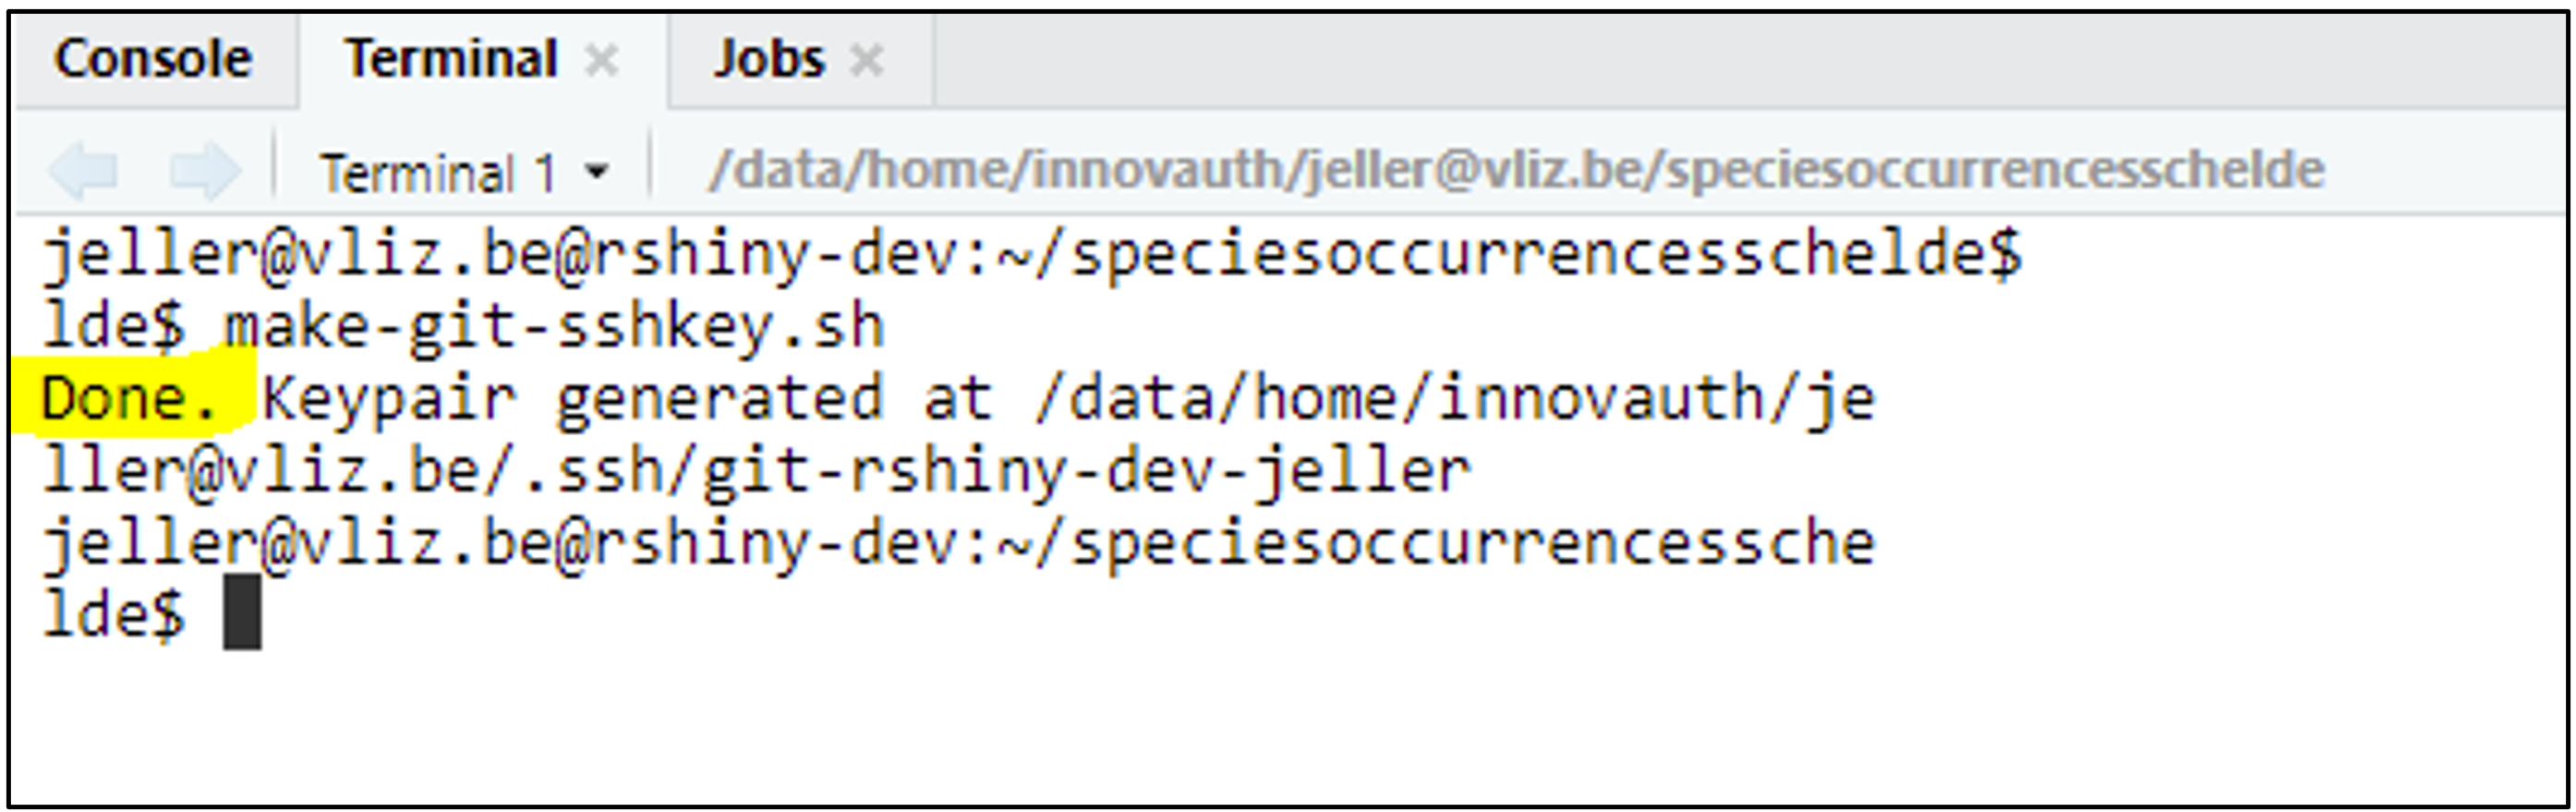 Console Terminal × Jobs ×
Terminal 1 /data/home/innovauth/jeller@vliz.be/speciesoccurrencesschelde
jeller@vliz.be@rshiny-dev:~/speciesoccurrencesschelde$
lde$ make-git-sshkey.sh
Done. Keypair generated at /data/home/innovauth/je
ller@vliz.be/.ssh/git-rshiny-dev-jeller
jeller@vliz.be@rshiny-dev:~/speciesoccurrencessche
lde$